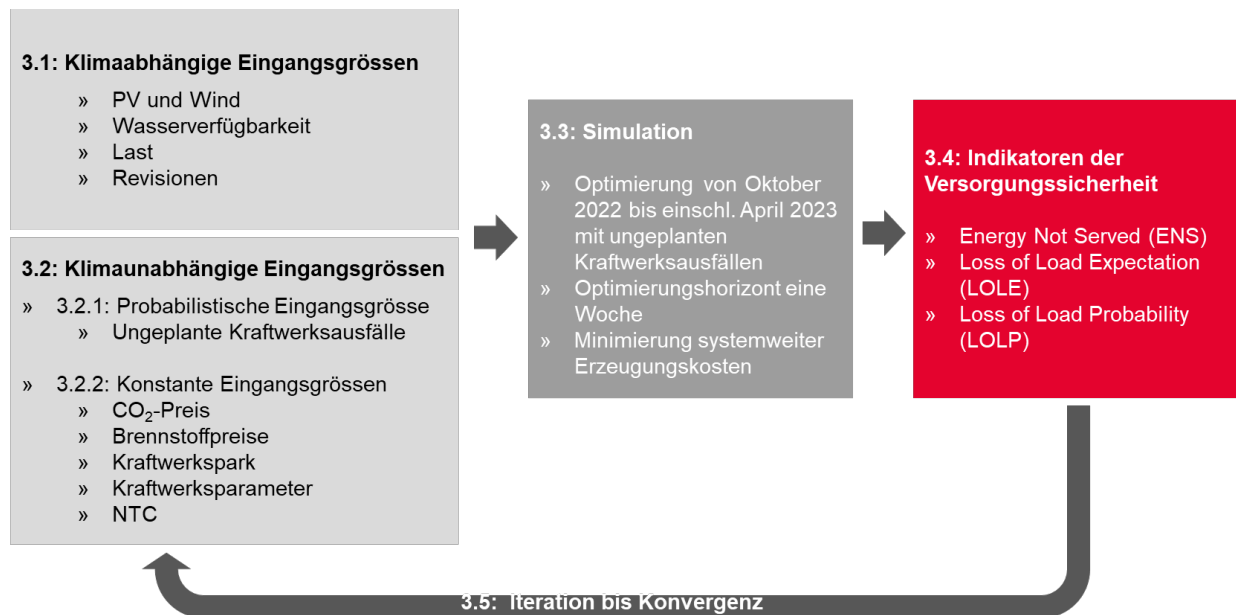 3.1: Klimaabhängige Eingangsgrössen
» PV und Wind
» Wasserverfügbarkeit
» Last
» Revisionen
3.2: Klimaunabhängige Eingangsgrössen
» 3.2.1: Probabilistische Eingangsgrösse
» Ungeplante Kraftwerksausfälle
» 3.2.2: Konstante Eingangsgrössen
» CO₂-Preis
» Brennstoffpreise
» Kraftwerkspark
» Kraftwerksparameter
» NTC
3.3: Simulation
» Optimierung von Oktober
2022 bis einschl. April 2023
mit ungeplanten
Kraftwerksausfällen
» Optimierungshorizont eine
Woche
» Minimierung systemweiter
Erzeugungskosten
3.4: Indikatoren der
Versorgungssicherheit
» Energy Not Served (ENS)
» Loss of Load Expectation
(LOLE)
» Loss of Load Probability
(LOLP)
3.5: Iteration bis Konvergenz